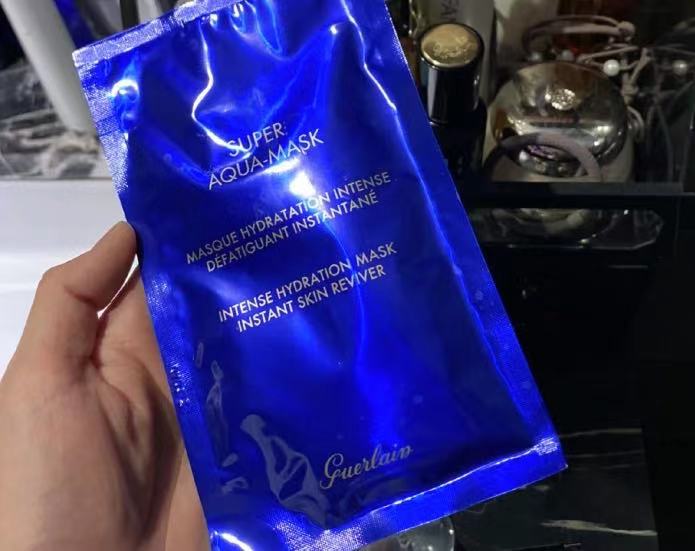 SUPER
AQUA-MASK
MASQUE HYDRATATION INTENSE
DÉFATIGUANT INSTANTANÉ
INTENSE HYDRATION MASK
INSTANT SKIN REVIVER
Guerlain